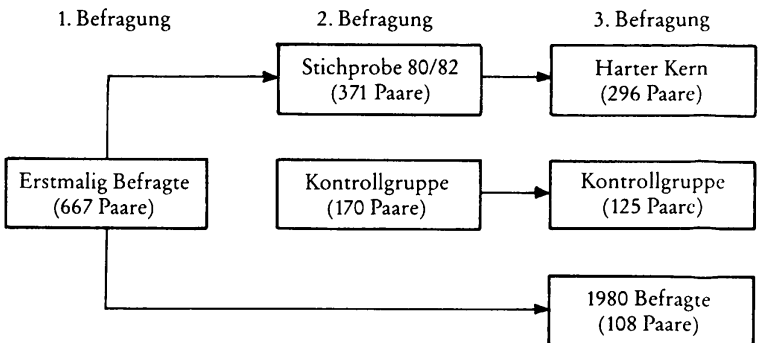 1. Befragung
2. Befragung
3. Befragung
Stichprobe 80/82
(371 Paare)
Harter Kern
(296 Paare)
Erstmalig Befragte
(667 Paare)
Kontrollgruppe
(170 Paare)
Kontrollgruppe
(125 Paare)
1980 Befragte
(108 Paare)